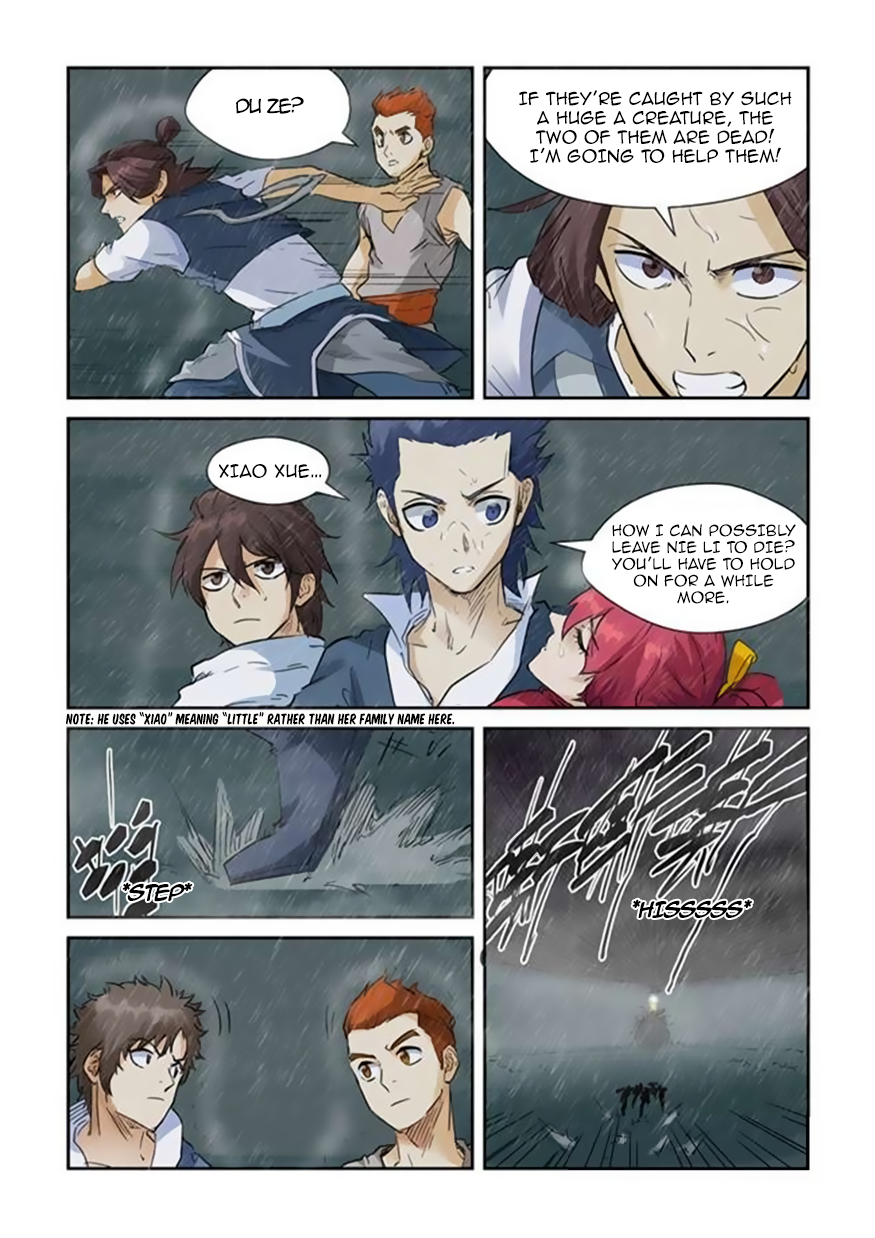 DU ZE?
IF THEY'RE CAUGHT BY SUCH
A HUGE A CREATURE, THE
TWO OF THEM ARE DEAD!
I'M GOING TO HELP THEM!
XIAO XUE...
HOW I CAN POSSIBLY
LEAVE NIE LI TO DIE?
YOU'LL HAVE TO HOLD
ON FOR A WHILE
MORE.
NOTE: HE USES "XIAO" MEANING "LITTLE" RATHER THAN HER FAMILY NAME HERE.
*STEP*
*HISSSSS*